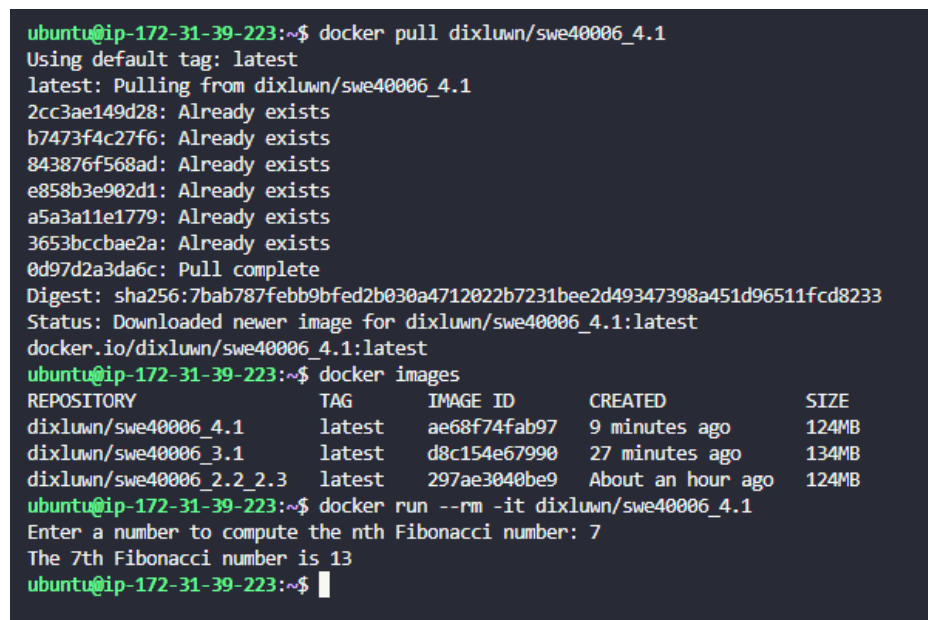 ubuntu@ip-172-31-39-223:~$ docker pull dixluwn/swe40006_4.1
Using default tag: latest
latest: Pulling from dixluwn/swe40006_4.1
2cc3ae149d28: Already exists
b7473f4c27f6: Already exists
843876f568ad: Already exists
e858b3e902d1: Already exists
a5a3a11e1779: Already exists
3653bccbae2a: Already exists
0d97d2a3da6c: Pull complete
Digest: sha256:7bab787febb9bfed2b030a4712022b7231bee2d49347398a451d96511fcd8233
Status: Downloaded newer image for dixluwn/swe40006_4.1:latest
docker.io/dixluwn/swe40006_4.1:latest
ubuntu@ip-172-31-39-223:~$ docker images
REPOSITORY TAG IMAGE ID CREATED SIZE
dixluwn/swe40006_4.1 latest ae68f74fab97 9 minutes ago 124MB
dixluwn/swe40006_3.1 latest d8c154e67990 27 minutes ago 134MB
dixluwn/swe40006_2.2_2.3 latest 297ae3040be9 About an hour ago 124MB
ubuntu@ip-172-31-39-223:~$ docker run --rm -it dixluwn/swe40006_4.1
Enter a number to compute the nth Fibonacci number: 7
The 7th Fibonacci number is 13
ubuntu@ip-172-31-39-223:~$